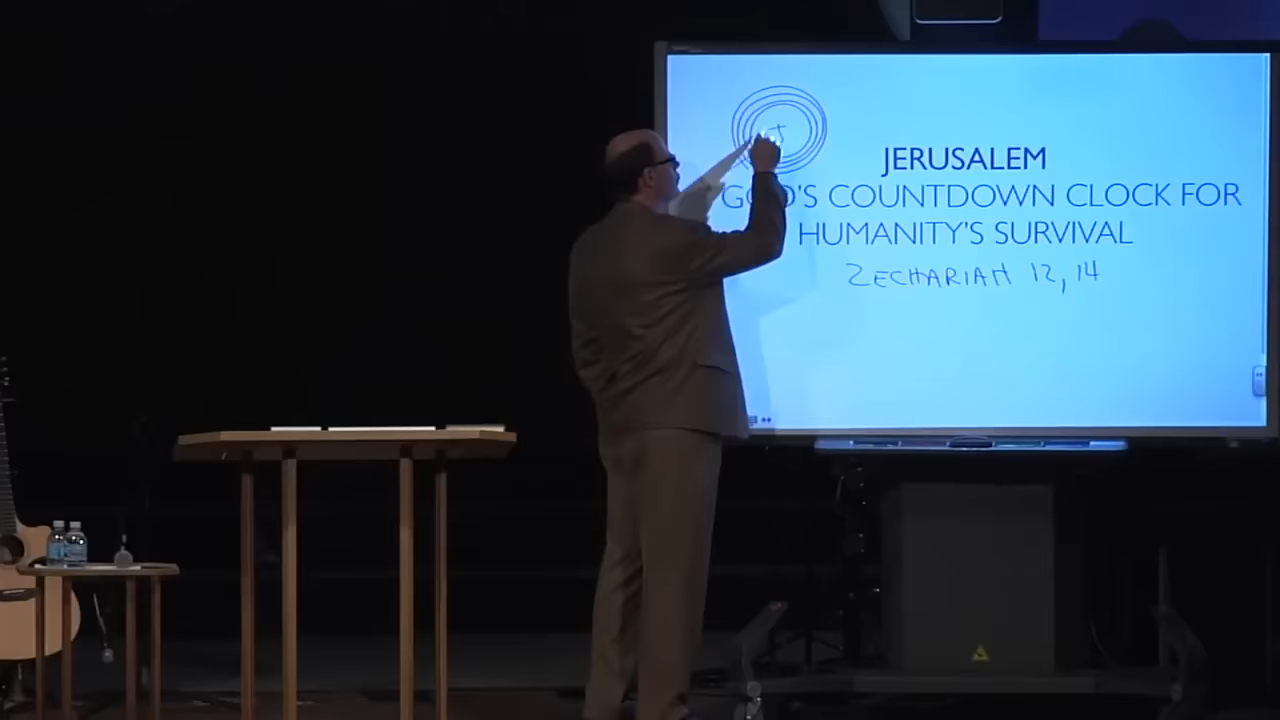 JERUSALEM
GOD'S COUNTDOWN CLOCK FOR
HUMANITY'S SURVIVAL
ZECHARIAH 12, 14